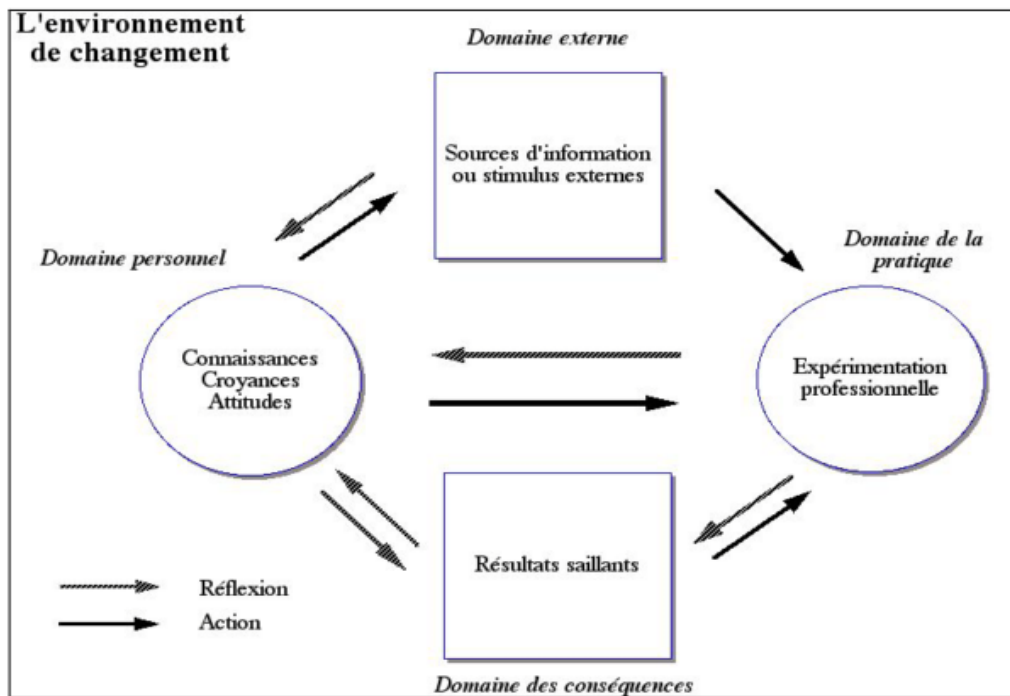 L'environnement
de changement
Domaine externe
Sources d'information
ou stimulus externes
Domaine personnel
Domaine de la
pratique
Connaissances
Croyances
Attitudes
Expérimentation
professionnelle
Résultats saillants
Réflexion
Action
Domaine des conséquences